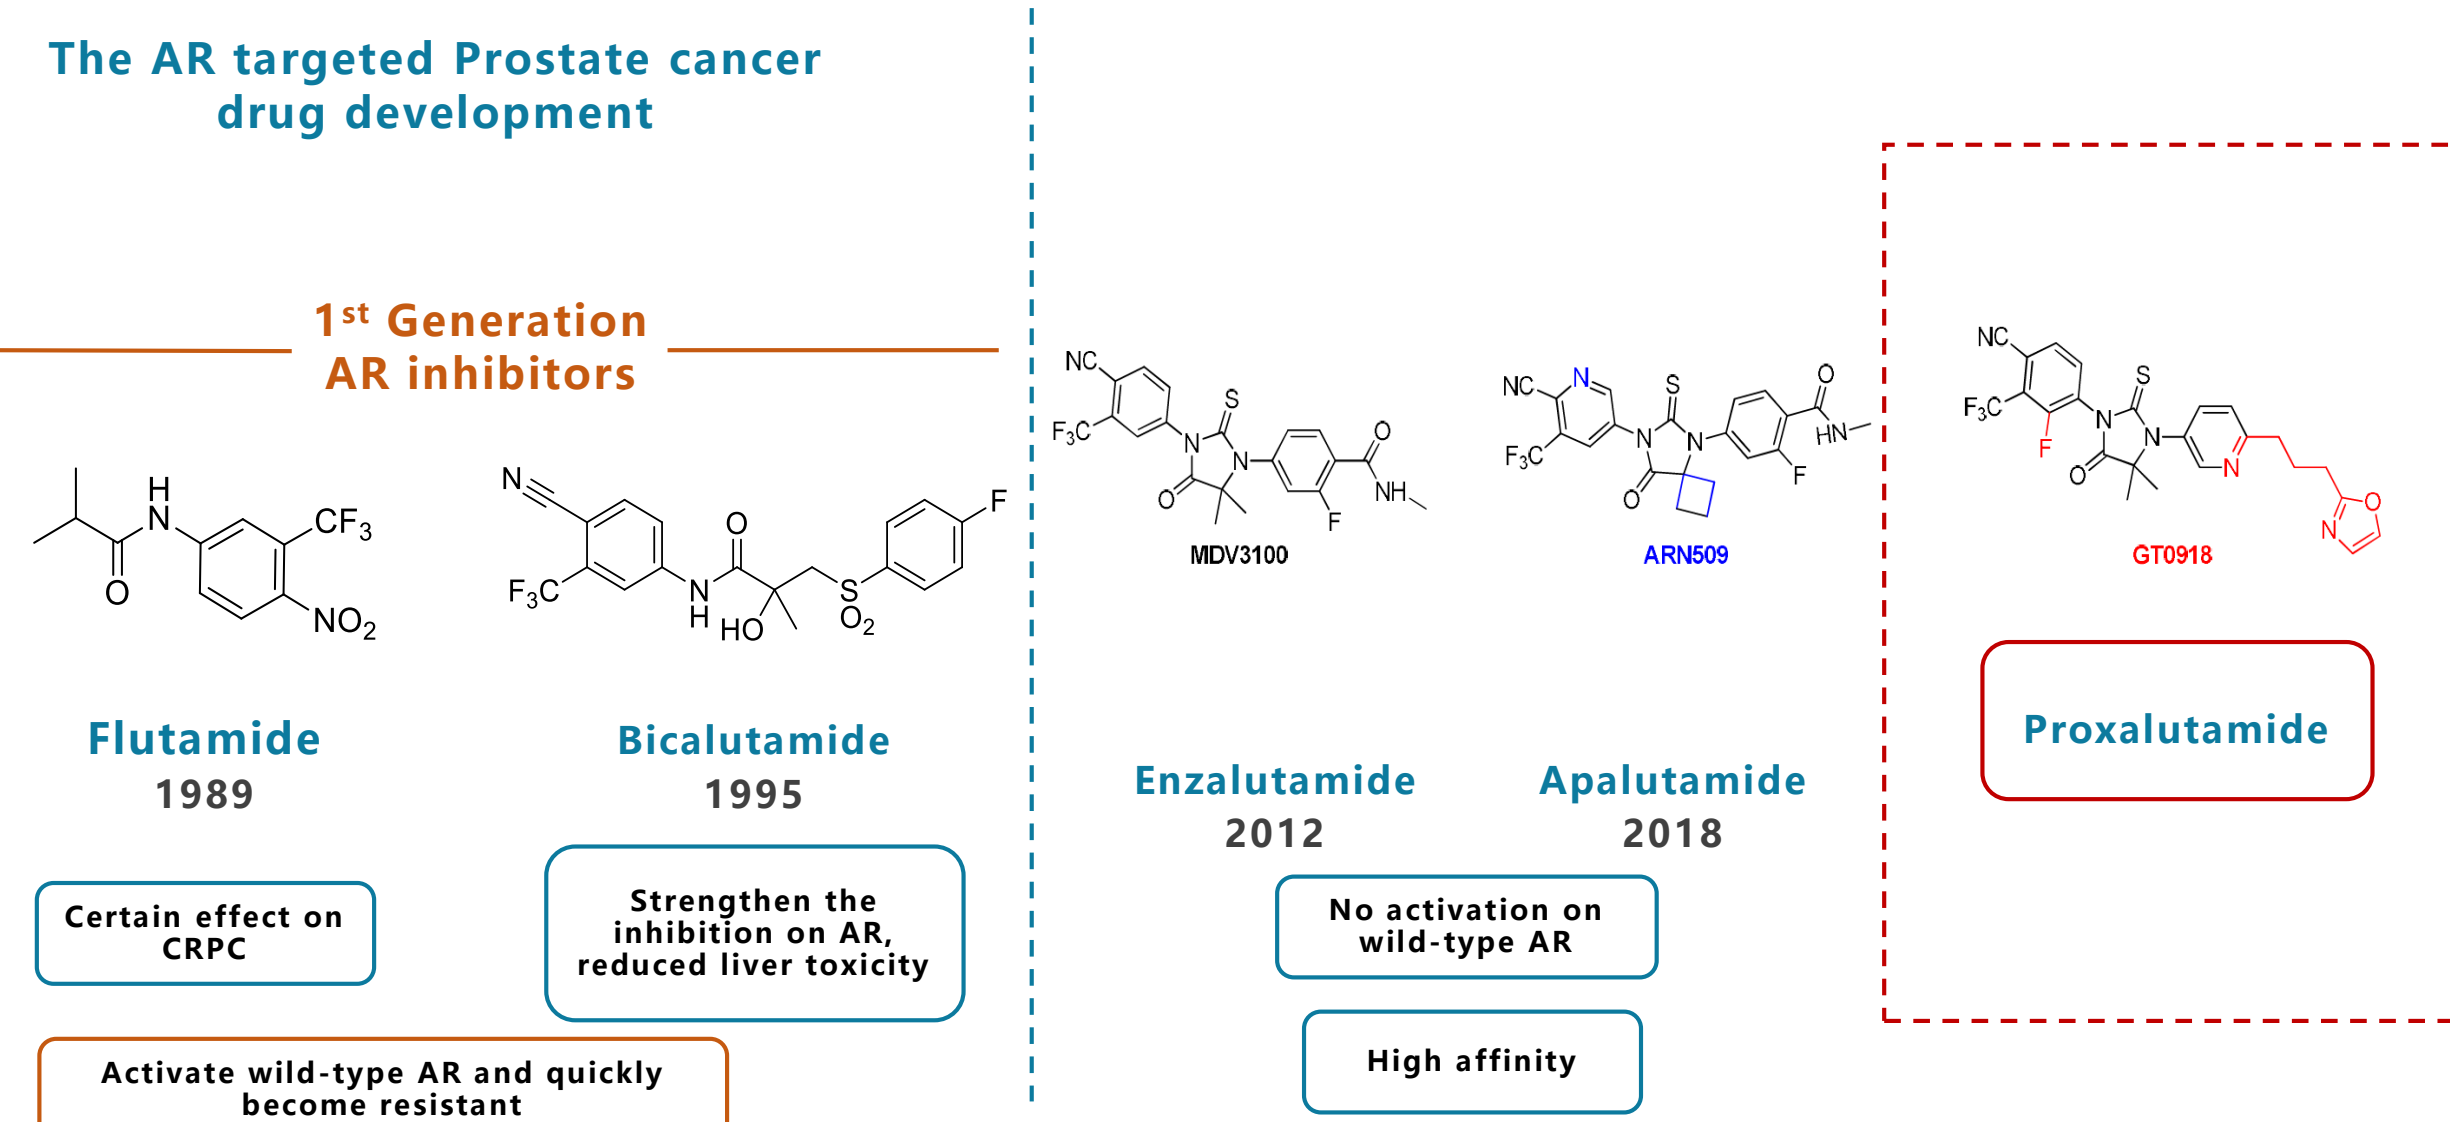 The AR targeted Prostate cancer
drug development
1st Generation
AR inhibitors
H
N
O
CF3
NO2
N
F3C
N
H
O
HO
S
O2
F
NC
F3C
N
S
N
O
O
NH
F
MDV3100
NC
N
F3C
N
S
N
O
O
HN
F
ARN509
NC
F3C
F
N
S
N
O
N
O
N
GT0918
Flutamide
1989
Bicalutamide
1995
Enzalutamide
2012
Apalutamide
2018
Proxalutamide
Certain effect on
CRPC
Strengthen the
inhibition on AR,
reduced liver toxicity
Activate wild-type AR and quickly
become resistant
No activation on
wild-type AR
High affinity